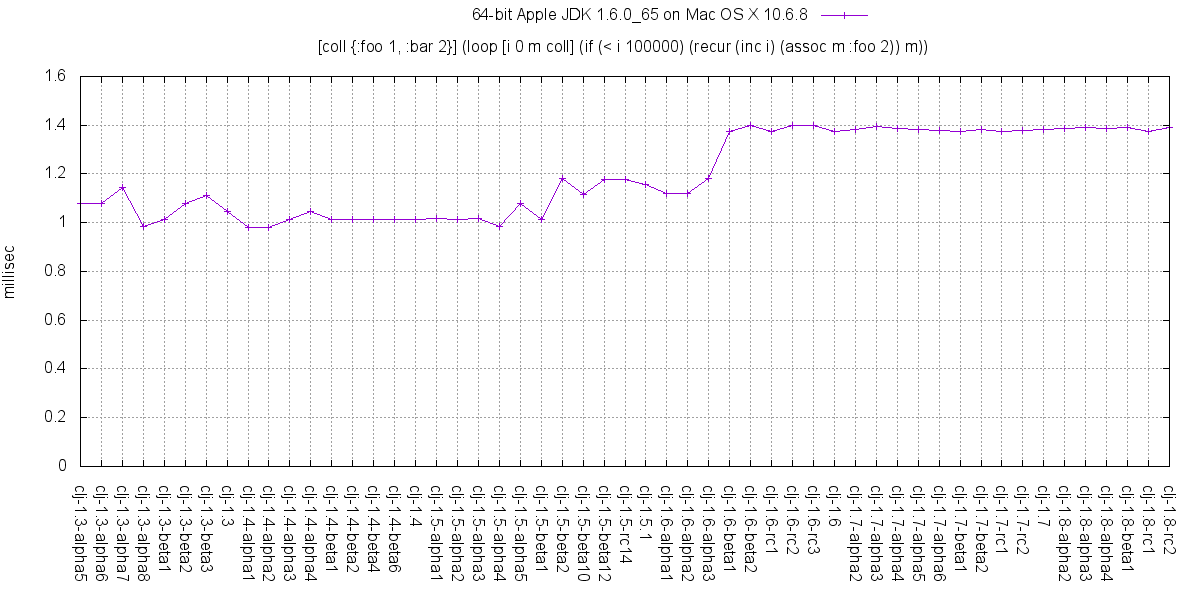 64-bit Apple JDK 1.6.0_65 on Mac OS X 10.6.8
[coll {:foo 1, :bar 2}] (loop [i 0 m coll] (if (< i 100000) (recur (inc i) (assoc m :foo 2)) m))
millisec
1.6
1.4
1.2
1
0.8
0.6
0.4
0.2
0
clj-1.3-alpha5
clj-1.3-alpha6
clj-1.3-alpha7
clj-1.3-alpha8
clj-1.3-beta1
clj-1.3-beta2
clj-1.3-beta3
clj-1.3
clj-1.4-alpha1
clj-1.4-alpha2
clj-1.4-alpha3
clj-1.4-alpha4
clj-1.4-beta1
clj-1.4-beta2
clj-1.4-beta4
clj-1.4-beta6
clj-1.4
clj-1.5-alpha1
clj-1.5-alpha2
clj-1.5-alpha3
clj-1.5-alpha4
clj-1.5-alpha5
clj-1.5-beta1
clj-1.5-beta2
clj-1.5-beta10
clj-1.5-beta12
clj-1.5-rc14
clj-1.5.1
clj-1.6-alpha1
clj-1.6-alpha2
clj-1.6-alpha3
clj-1.6-beta1
clj-1.6-beta2
clj-1.6-rc1
clj-1.6-rc2
clj-1.6-rc3
clj-1.6
clj-1.7-alpha2
clj-1.7-alpha3
clj-1.7-alpha4
clj-1.7-alpha5
clj-1.7-alpha6
clj-1.7-beta1
clj-1.7-beta2
clj-1.7-rc1
clj-1.7-rc2
clj-1.7
clj-1.8-alpha2
clj-1.8-alpha3
clj-1.8-alpha4
clj-1.8-beta1
clj-1.8-rc1
clj-1.8-rc2